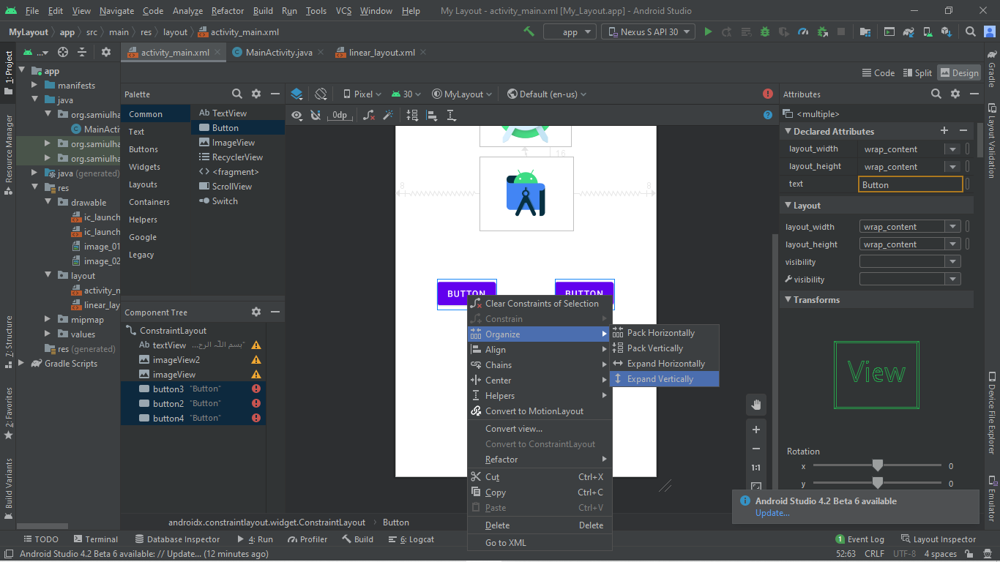 File Edit View Navigate Code Analyze Refactor Build Run Tools VCS Window Help My Layout - activity_main.xml [My_Layout.app] - Android Studio
MyLayout app src main res layout activity_main.xml app Nexus S API 30
activity_main.xml MainActivity.java linear_layout.xml
Code Split Design
1: Project
Resource Manager
7: Structure
2: Favorites
Build Variants
...
app
manifests
java
org.samiulha
MainActiv
org.samiulha
org.samiulha
java (generated)
res
drawable
ic_launch
ic_launch
image_01
image_02
layout
activity_m
linear_lay
mipmap
values
res (generated)
Gradle Scripts
Palette
Common
Text
Buttons
Widgets
Layouts
Containers
Helpers
Google
Legacy
Ab TextView
Button
ImageView
RecyclerView
<fragment>
ScrollView
Switch
Component Tree
ConstraintLayout
Ab textView "بسم اللہ الرح...
imageView2
imageView
button3 "Button"
button2 "Button"
button4 "Button"
Pixel 30 MyLayout Default (en-us)
0dp
16
8 8
BUTTON BUTTON
Clear Constraints of Selection
Constrain
Organize
Align
Chains
Center
Helpers
Convert to MotionLayout
Convert view...
Convert to ConstraintLayout
Refactor
Cut Ctrl+X
Copy Ctrl+C
Paste Ctrl+V
Delete Delete
Go to XML
Pack Horizontally
Pack Vertically
Expand Horizontally
Expand Vertically
1:1
Attributes
<multiple>
Declared Attributes
layout_width wrap_content
layout_height wrap_content
text Button
Layout
layout_width wrap_content
layout_height wrap_content
visibility
visibility
Transforms
View
Rotation
x 0
y 0
Gradle
Layout Validation
Device File Explorer
Emulator
Android Studio 4.2 Beta 6 available
Update...
androidx.constraintlayout.widget.ConstraintLayout Button
TODO Terminal Database Inspector 4: Run Profiler Build 6: Logcat 1 Event Log Layout Inspector
Android Studio 4.2 Beta 6 available: // Update... (12 minutes ago) 52:63 CRLF UTF-8 4 spaces